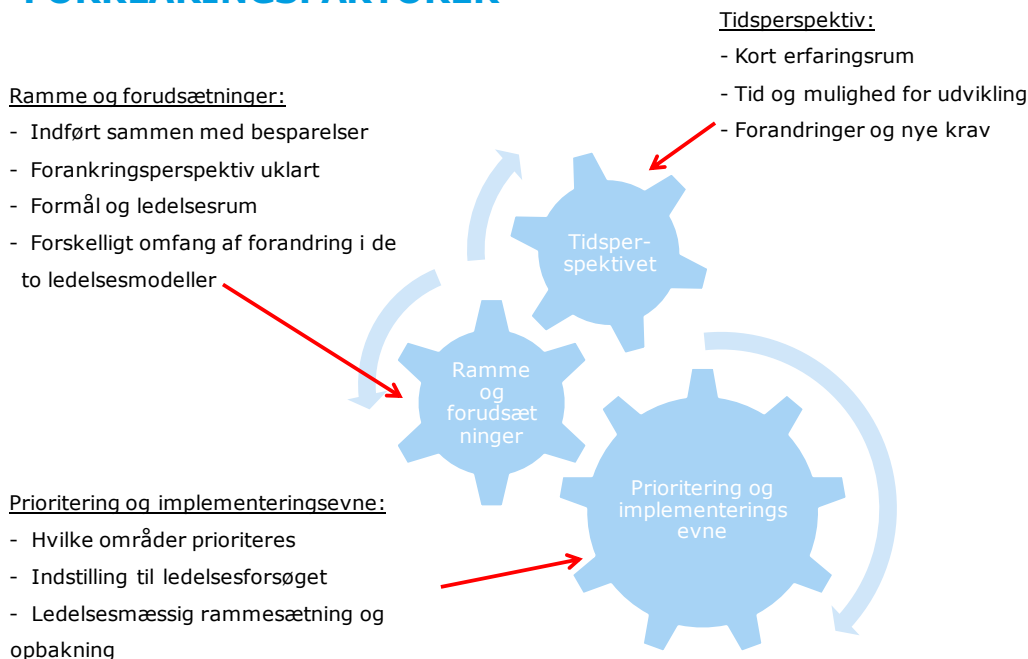 FORKLARINGSFAKTORER
Tidsperspektiv:
- Kort erfaringsrum
- Tid og mulighed for udvikling
- Forandringer og nye krav
Ramme og forudsætninger:
- Indført sammen med besparelser
- Forankringsperspektiv uklart
- Formål og ledelsesrum
- Forskelligt omfang af forandring i de
to ledelsesmodeller
Tidsper-
spektivet
Ramme
og
forudsæt
ninger
Prioritering og
implementerings
evne
Prioritering og implementeringsevne:
- Hvilke områder prioriteres
- Indstilling til ledelsesforsøget
- Ledelsesmæssig rammesætning og
opbakning